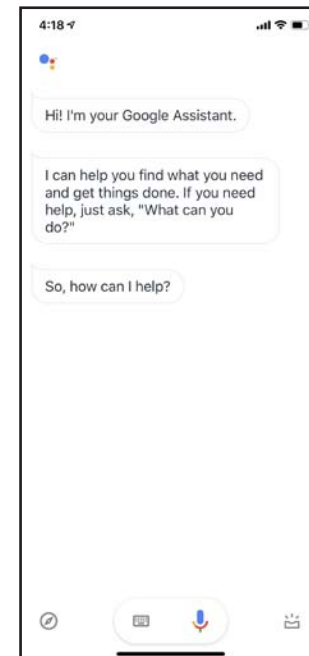 4:18
Hi! I'm your Google Assistant.
I can help you find what you need
and get things done. If you need
help, just ask, "What can you
do?"
So, how can I help?